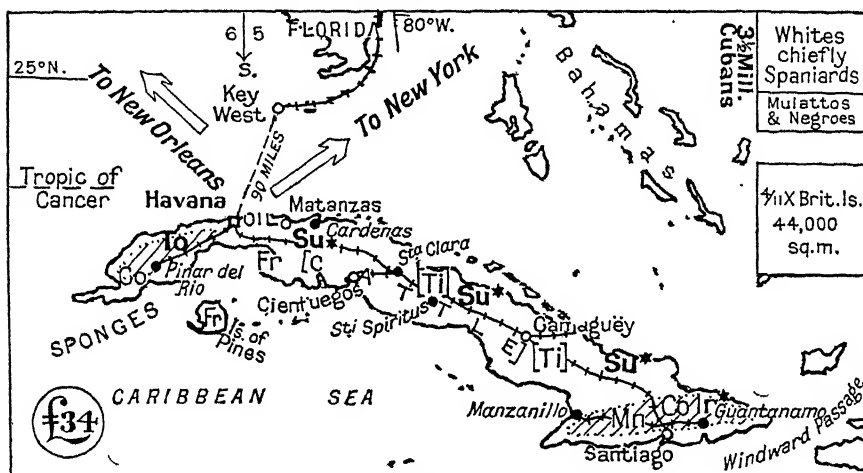 6 5
S.
FLORIDA
80°W.
25°N.
To New Orleans
Key
West
To New York
90 MILES
Bahamas
3½ Mill.
Cubans
Whites
chiefly
Spaniards
Mulattos
& Negroes
4/11 X Brit. Is.
44,000
sq.m.
Tropic of
Cancer
Havana
OIL
Matanzas
Cardenas
To
Co
Pinar del
Rio
Su*
Fr
[C A T T L E]
Sta Clara
Cienfuegos
[Ti]
Su*
Sti Spiritus
SPONGES
Fr
Is. of
Pines
Camagüey
[Ti]
Su*
CARIBBEAN SEA
£34
Manzanillo
Mn
Co
Ir*
Guantanamo
Santiago
Windward Passage